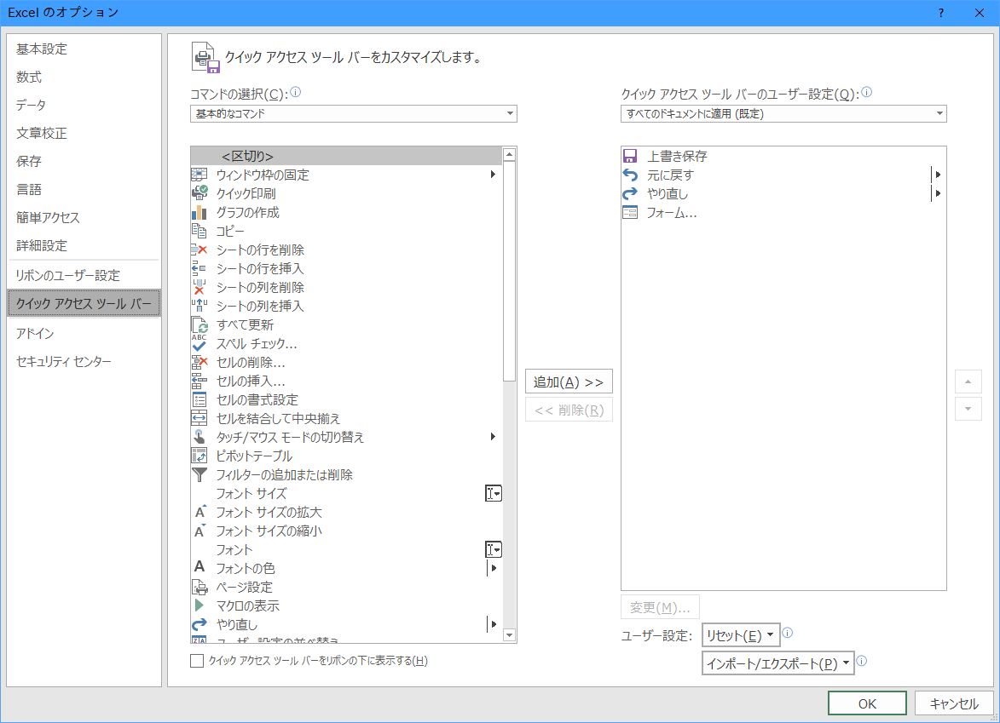 Excel のオプション
?
基本設定
数式
データ
文章校正
保存
言語
簡単アクセス
詳細設定
リボンのユーザー設定
クイック アクセス ツール バー
アドイン
セキュリティ センター
クイック アクセス ツール バーをカスタマイズします。
コマンドの選択(C):
基本的なコマンド
<区切り>
ウィンドウ枠の固定
クイック印刷
グラフの作成
コピー
シートの行を削除
シートの行を挿入
シートの列を削除
シートの列を挿入
すべて更新
ABC
スペル チェック...
セルの削除...
セルの挿入...
セルの書式設定
セルを結合して中央揃え
タッチ/マウス モードの切り替え
ピボットテーブル
フィルターの追加または削除
フォント サイズ
A フォント サイズの拡大
A フォント サイズの縮小
フォント
A フォントの色
ページ設定
マクロの表示
やり直し
ユーザー設定の並べ替え
クイック アクセス ツール バーをリボンの下に表示する(H)
追加(A) >>
<< 削除(R)
クイック アクセス ツール バーのユーザー設定(Q):
すべてのドキュメントに適用 (既定)
上書き保存
元に戻す
やり直し
フォーム...
変更(M)...
ユーザー設定:
リセット(E)
インポート/エクスポート(P)
OK
キャンセル